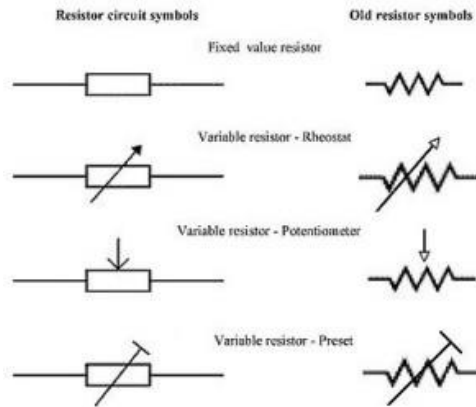 Resistor circuit symbols
Old resistor symbols
Fixed value resistor
Variable resistor - Rheostat
Variable resistor - Potentiometer
Variable resistor - Preset